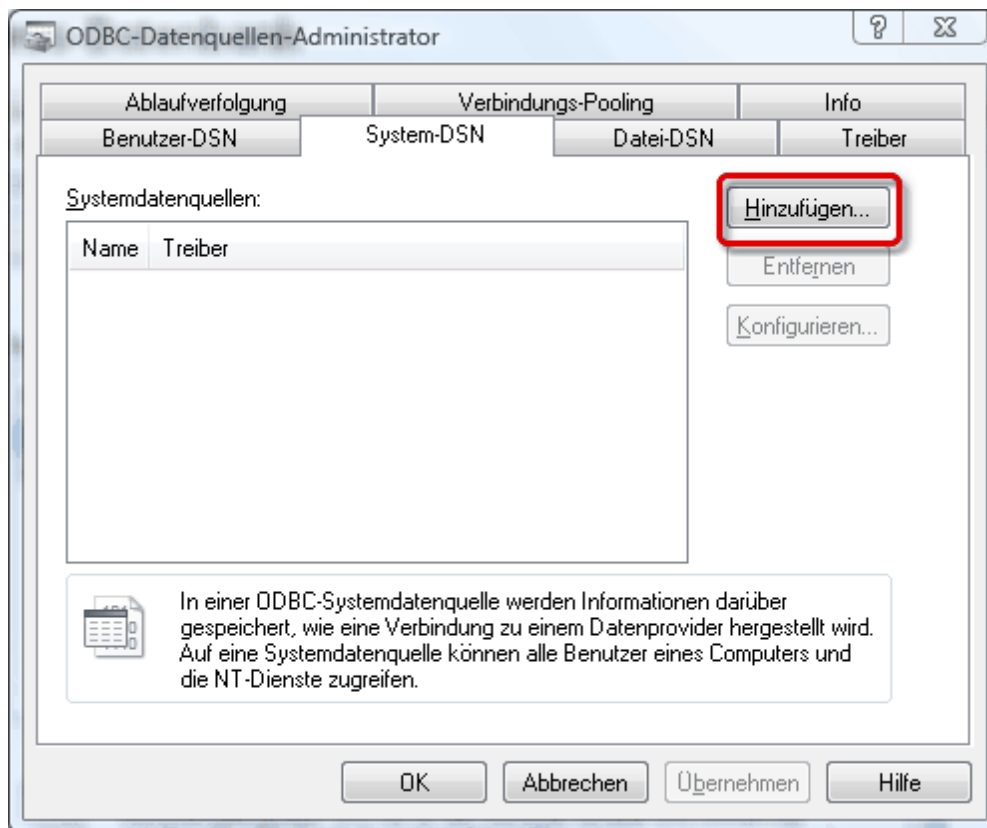 ODBC-Datenquellen-Administrator
Ablaufverfolgung Verbindungs-Pooling Info
Benutzer-DSN System-DSN Datei-DSN Treiber
Systemdatenquellen:
Hinzufügen...
Name Treiber
Entfernen
Konfigurieren...
In einer ODBC-Systemdatenquelle werden Informationen darüber
gespeichert, wie eine Verbindung zu einem Datenprovider hergestellt wird.
Auf eine Systemdatenquelle können alle Benutzer eines Computers und
die NT-Dienste zugreifen.
OK Abbrechen Übernehmen Hilfe